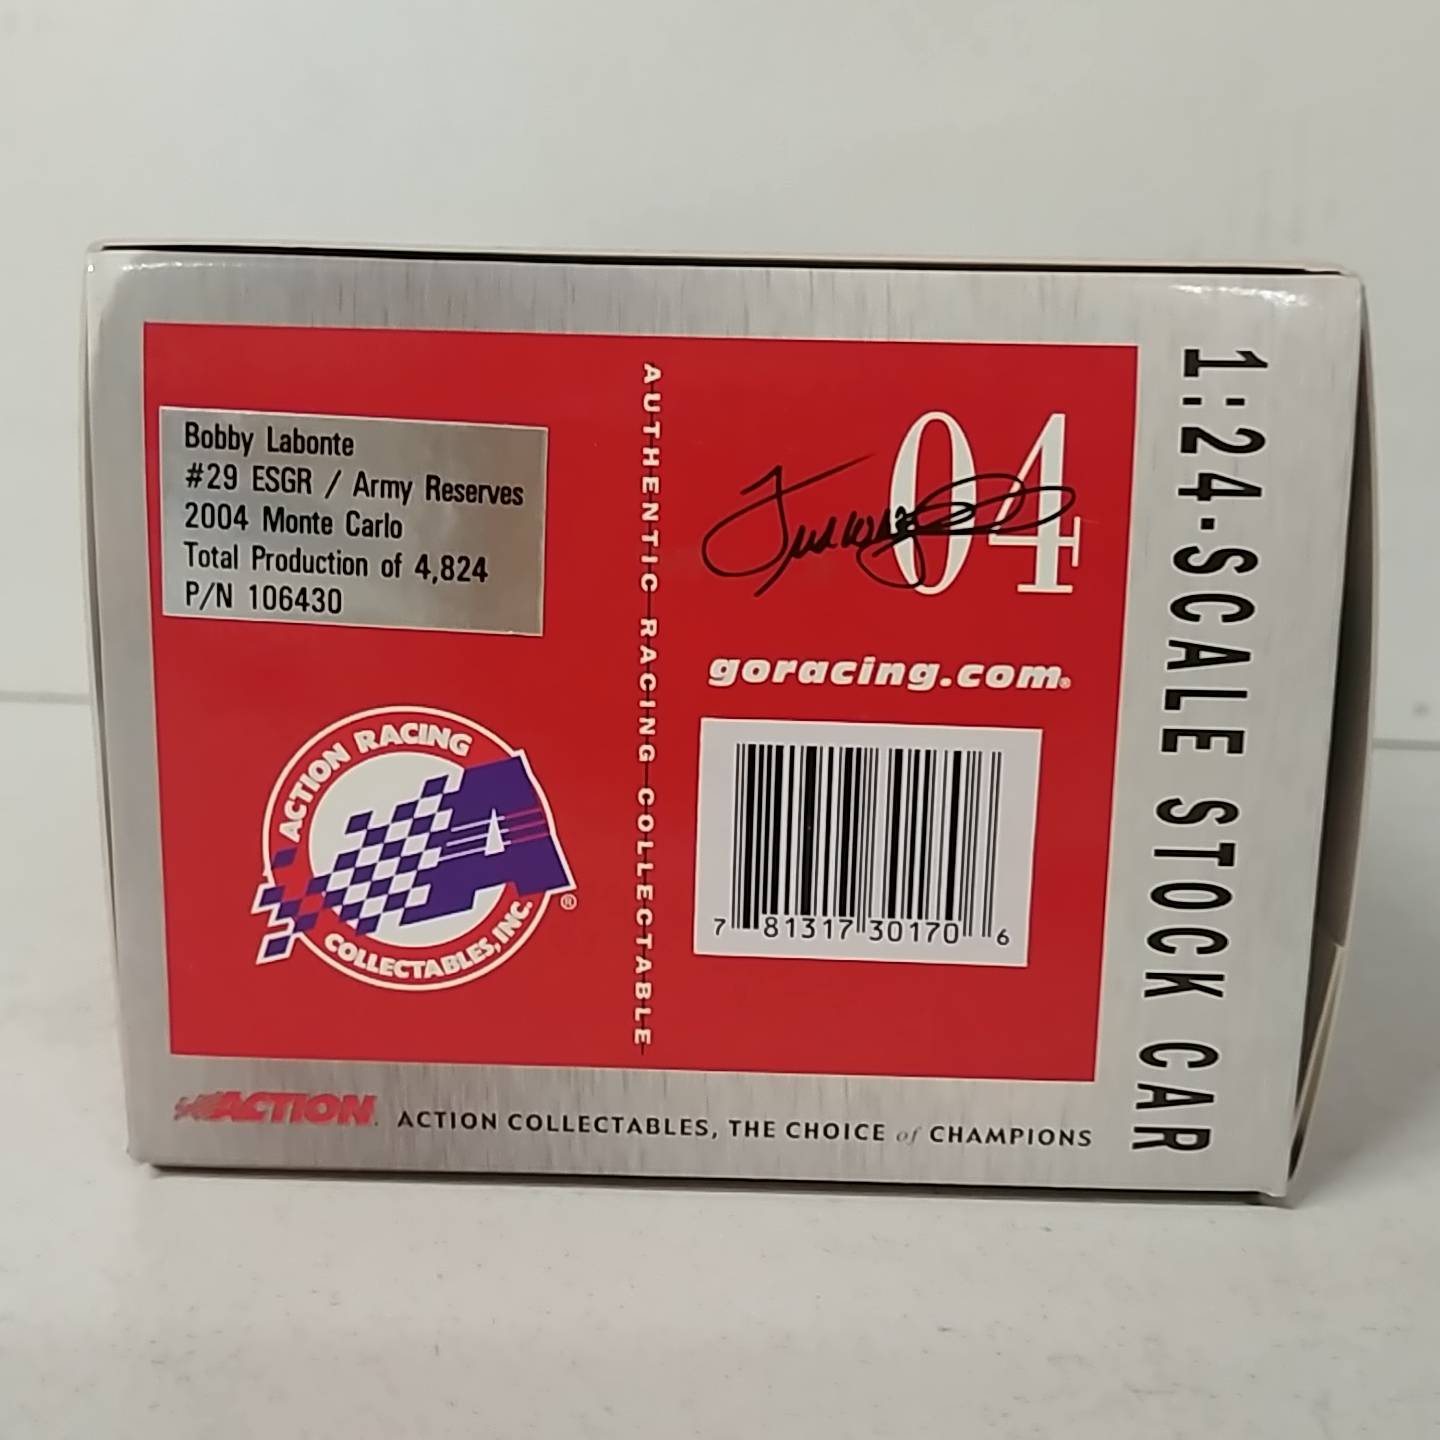 Bobby Labonte
#29 ESGR / Army Reserves
2004 Monte Carlo
Total Production of 4,824
P/N 106430
ACTION RACING
COLLECTABLES, INC.
®
AUTHENTIC RACING COLLECTABLE
04
goracing.com®
7 81317 30170 6
1:24-SCALE STOCK CAR
ACTION. ACTION COLLECTABLES, THE CHOICE of CHAMPIONS